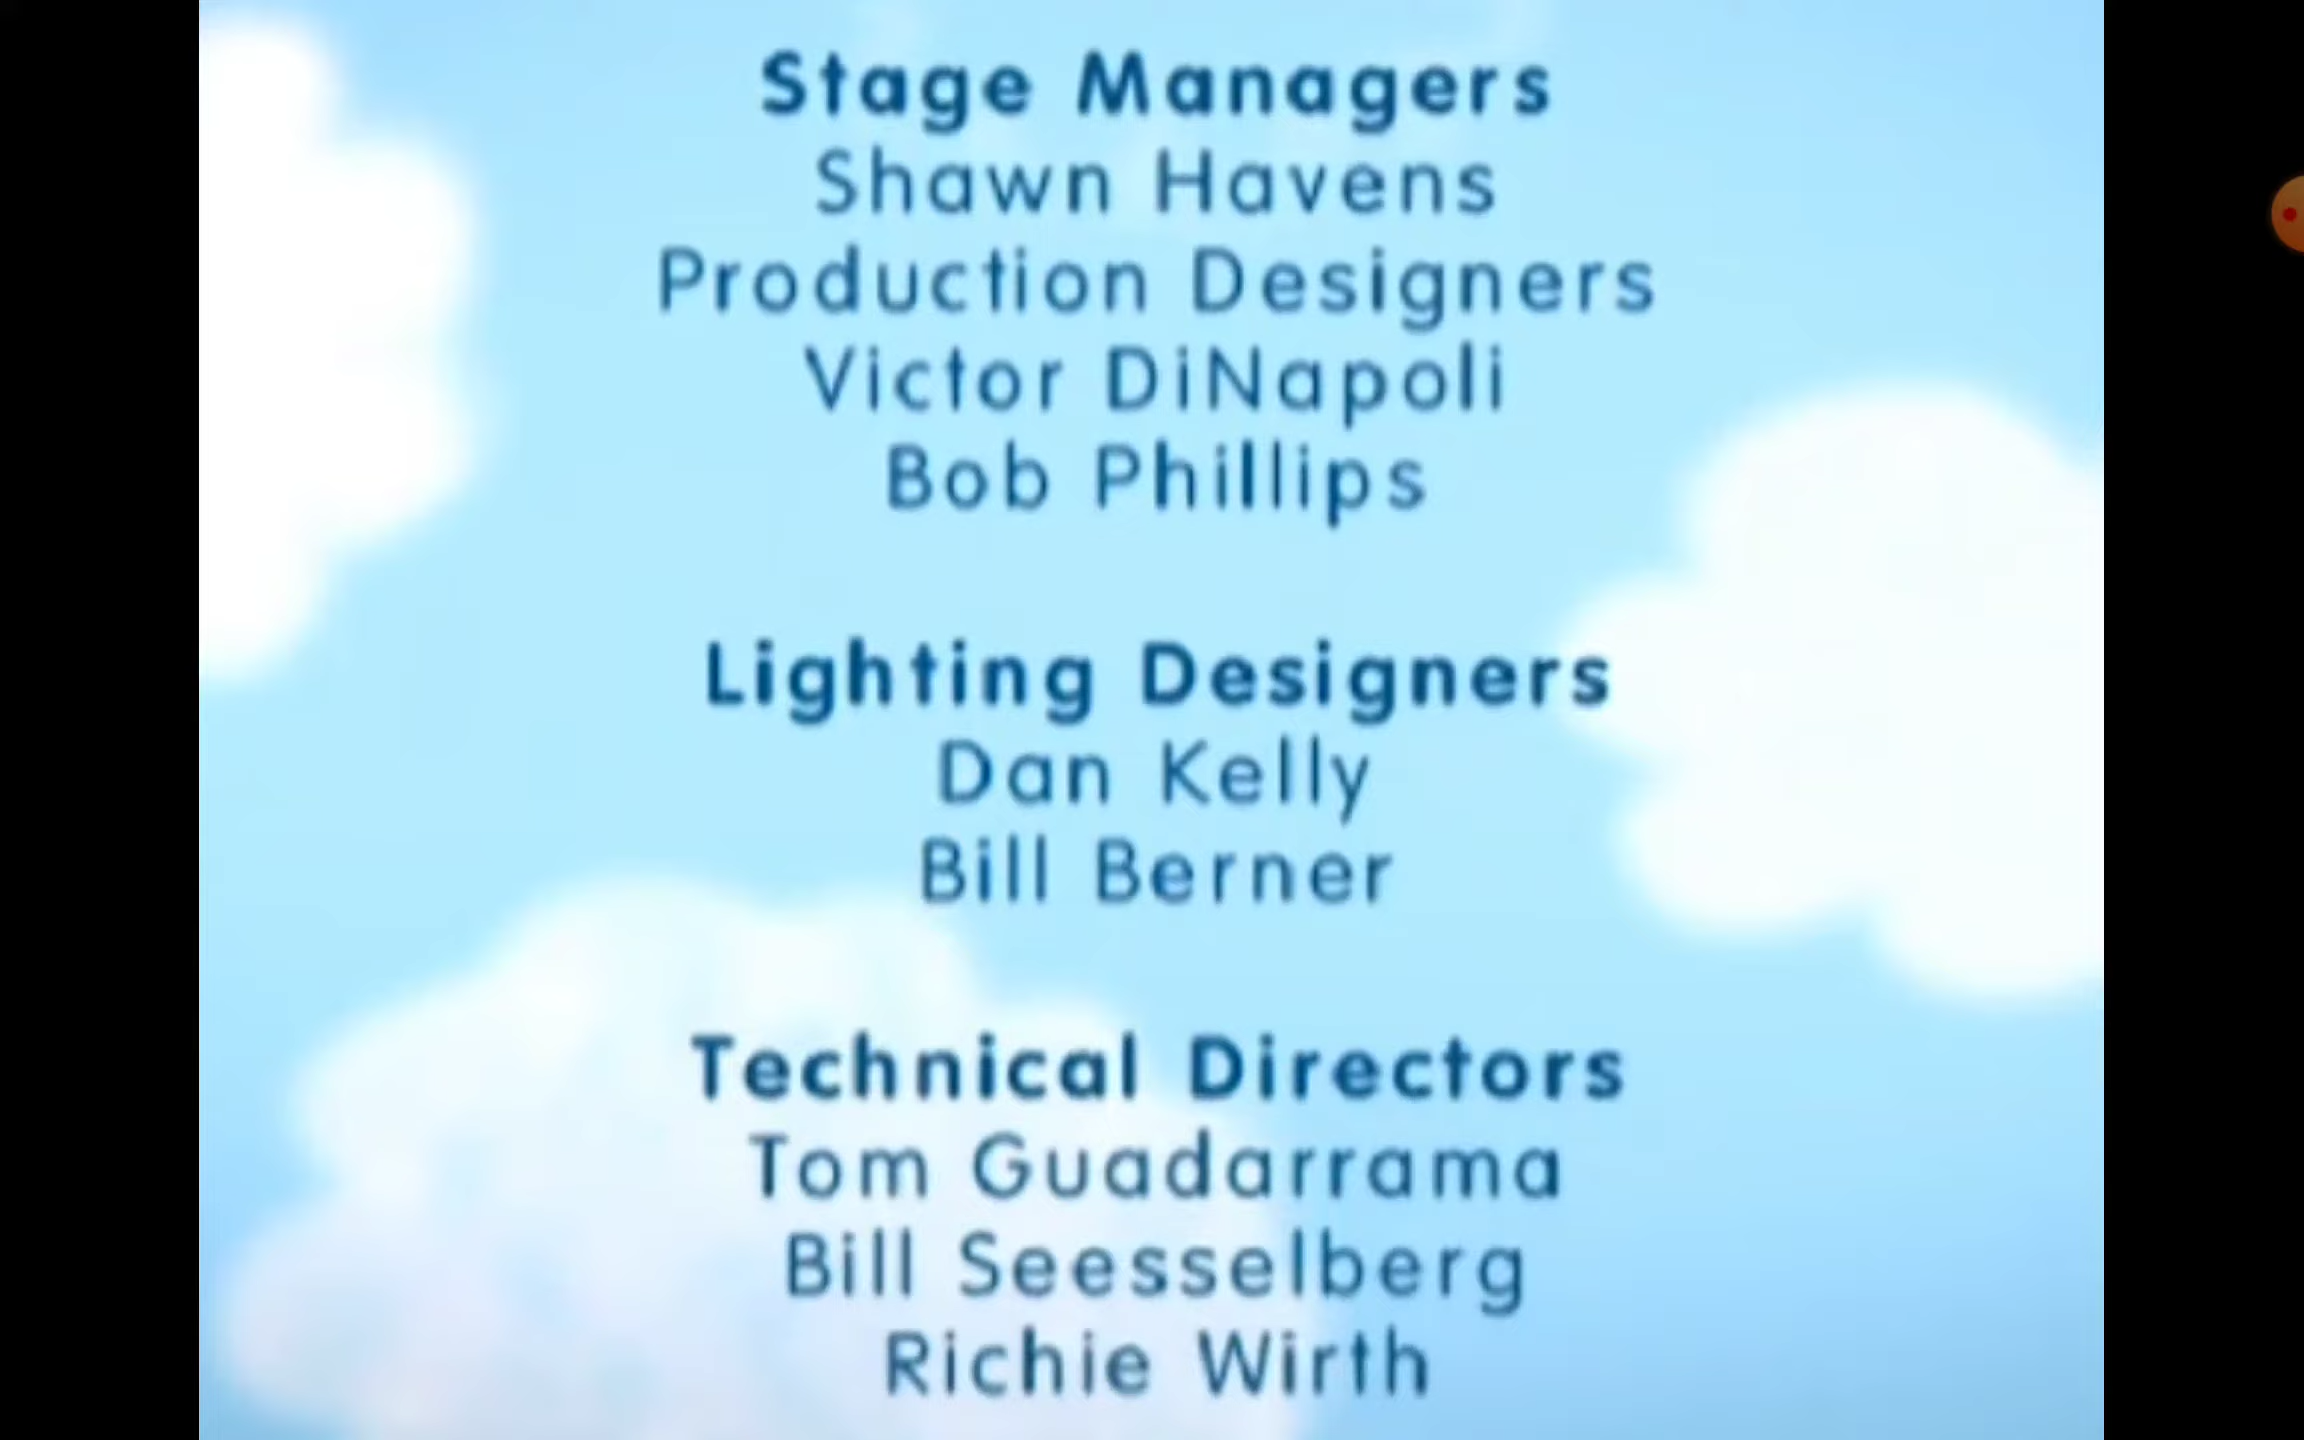 Stage Managers
Shawn Havens
Production Designers
Victor DiNapoli
Bob Phillips
Lighting Designers
Dan Kelly
Bill Berner
Technical Directors
Tom Guadarrama
Bill Seesselberg
Richie Wirth